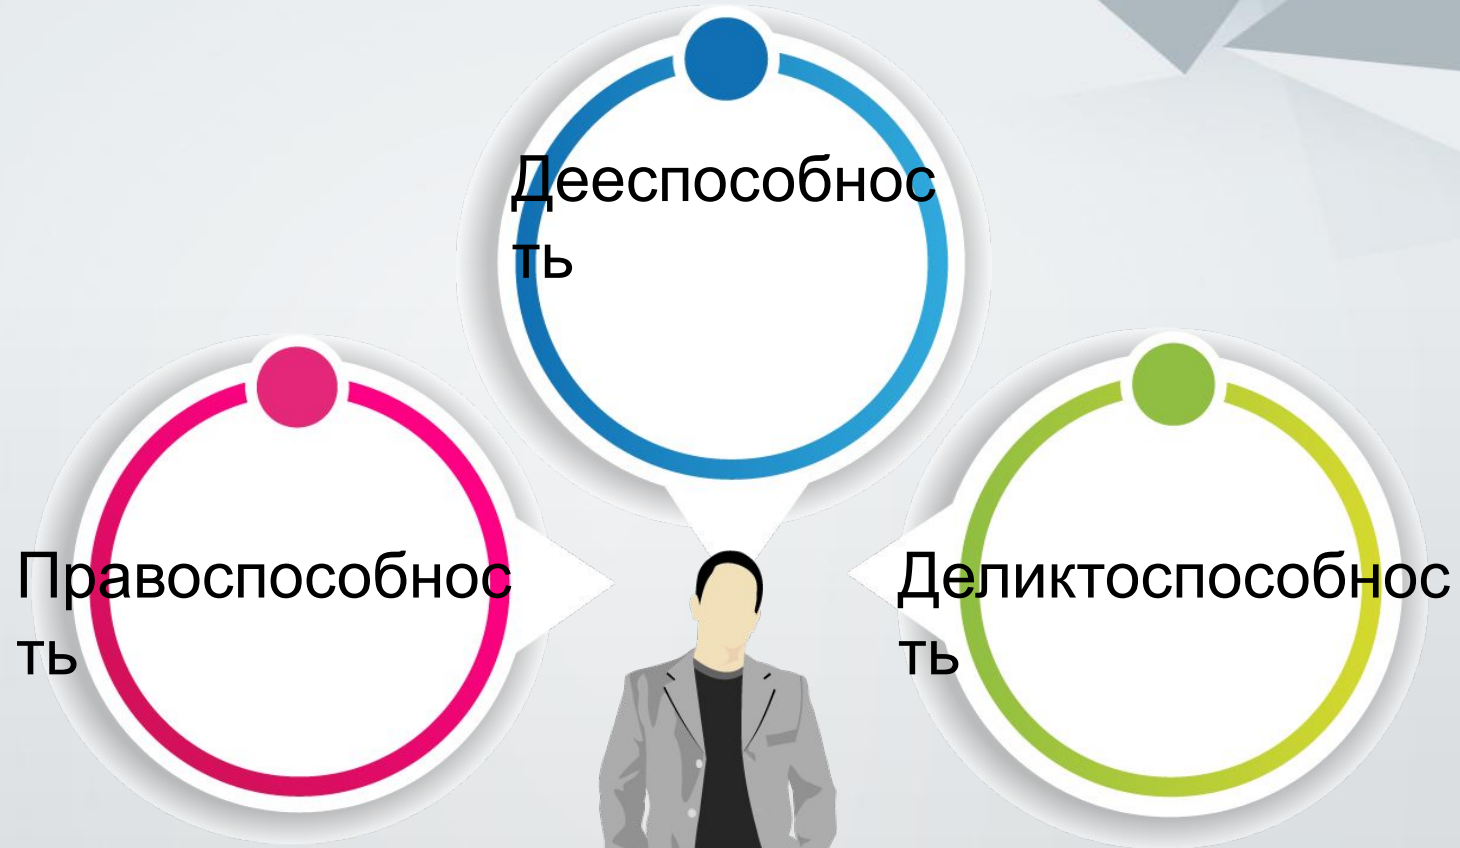 Дееспособнос
ть
Правоспособнос
ть
Деликтоспособнос
ть